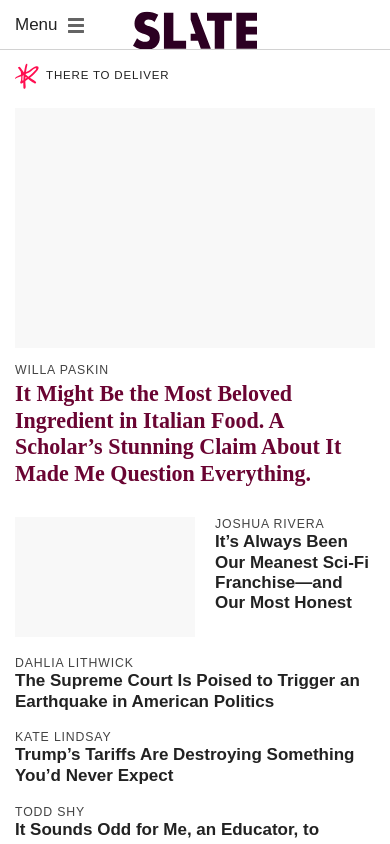 Menu
SLATE
THERE TO DELIVER
WILLA PASKIN
It Might Be the Most Beloved
Ingredient in Italian Food. A
Scholar’s Stunning Claim About It
Made Me Question Everything.
JOSHUA RIVERA
It’s Always Been
Our Meanest Sci-Fi
Franchise—and
Our Most Honest
DAHLIA LITHWICK
The Supreme Court Is Poised to Trigger an
Earthquake in American Politics
KATE LINDSAY
Trump’s Tariffs Are Destroying Something
You’d Never Expect
TODD SHY
It Sounds Odd for Me, an Educator, to